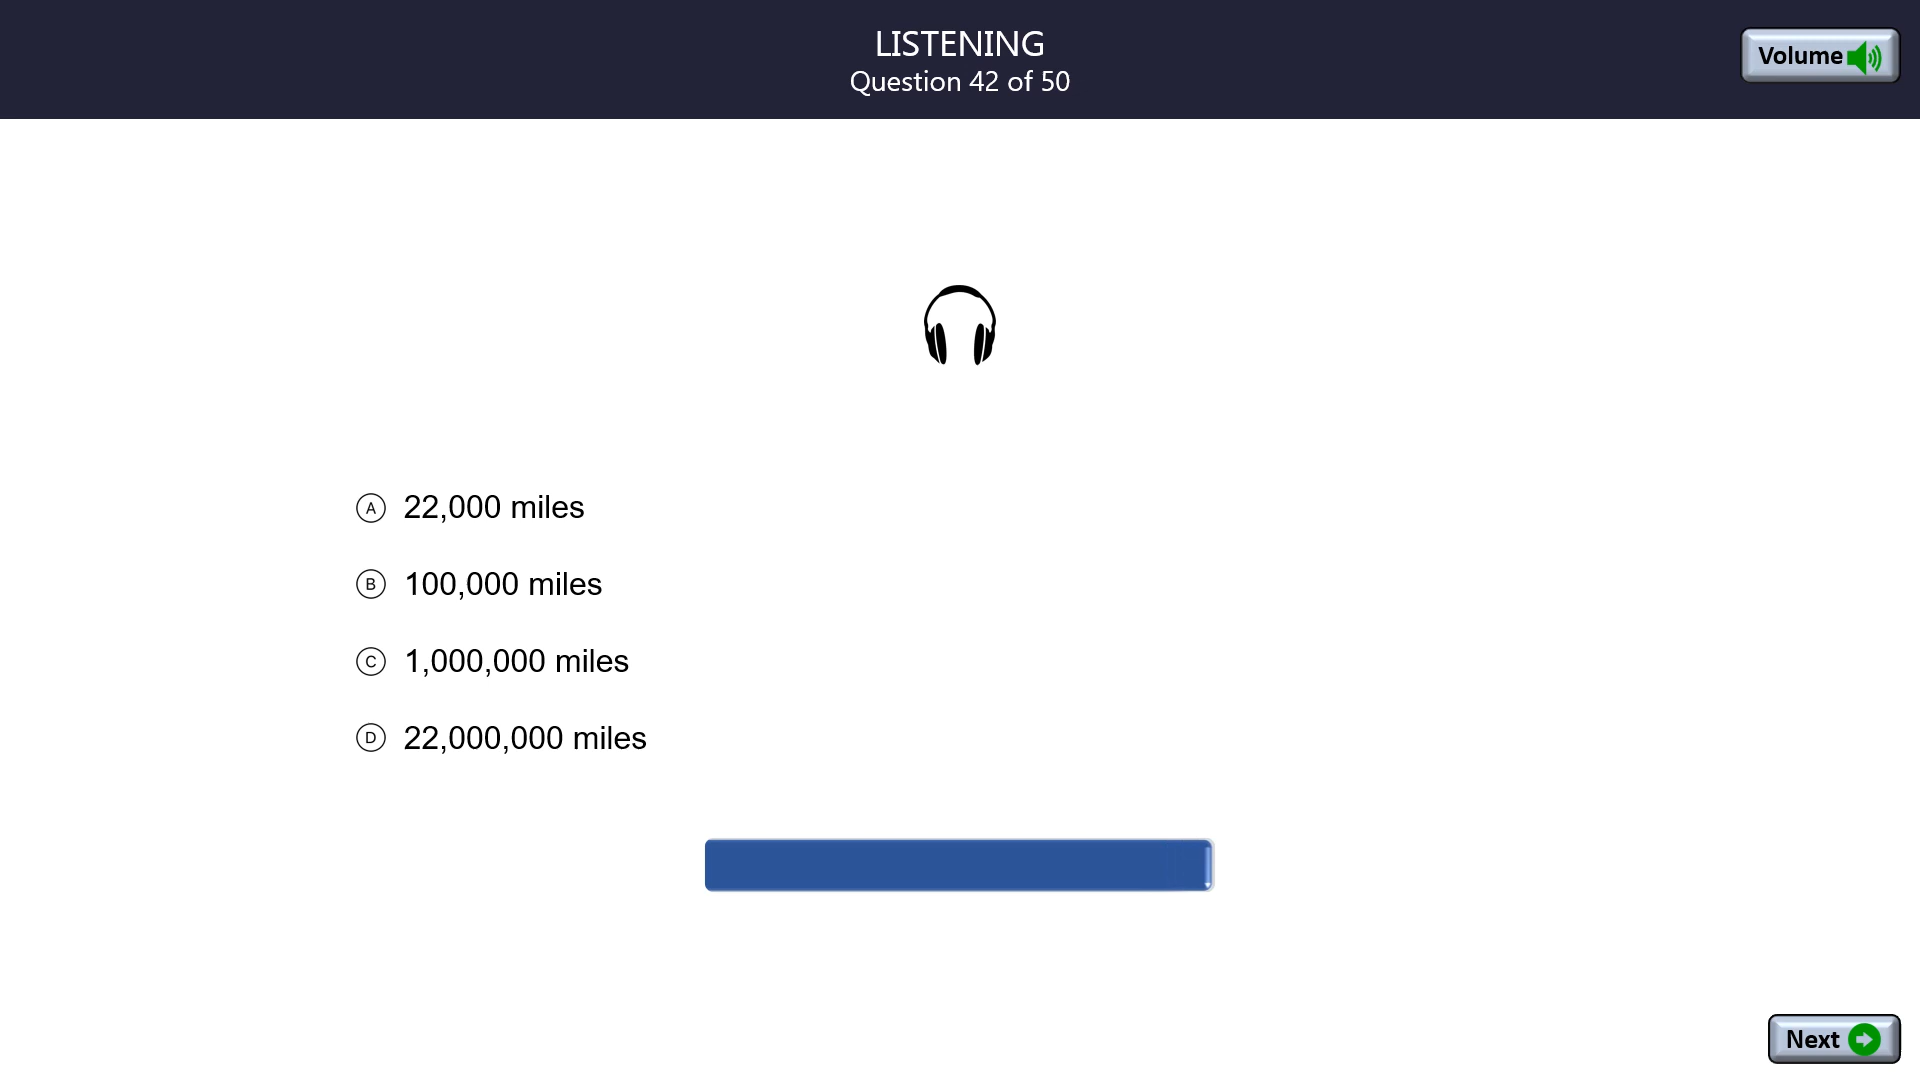 LISTENING
Question 42 of 50
Volume
A 22,000 miles
B 100,000 miles
C 1,000,000 miles
D 22,000,000 miles
Next